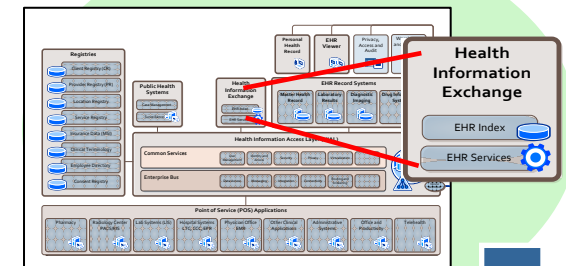 Personal
Health
Record
EHR
Viewer
Privacy,
Access and
Audit
Registries
Client Registry (CR)
Provider Registry (PR)
Location Registry
Service Registry
Insurance Data (MSI)
Clinical Terminology
Employee Directory
Consent Registry
Public Health
Systems
Case Management
Surveillance
Health
Information
Exchange
EHR Index
EHR Services
EHR Record Systems
Master Health
Record
Laboratory
Results
Diagnostic
Imaging
Drug Information
Health Information Access Layer
Common Services
Enterprise Bus
Point of Service (POS) Applications
Pharmacy
Radiology Center
PACS/RIS
Lab Systems (LIS)
Hospital Systems
LTC, CCC, EPR
Physician Office
EMR
Other Clinical
Applications
Administrative
Systems
Office and
Productivity
Telehealth
Health
Information
Exchange
EHR Index
EHR Services